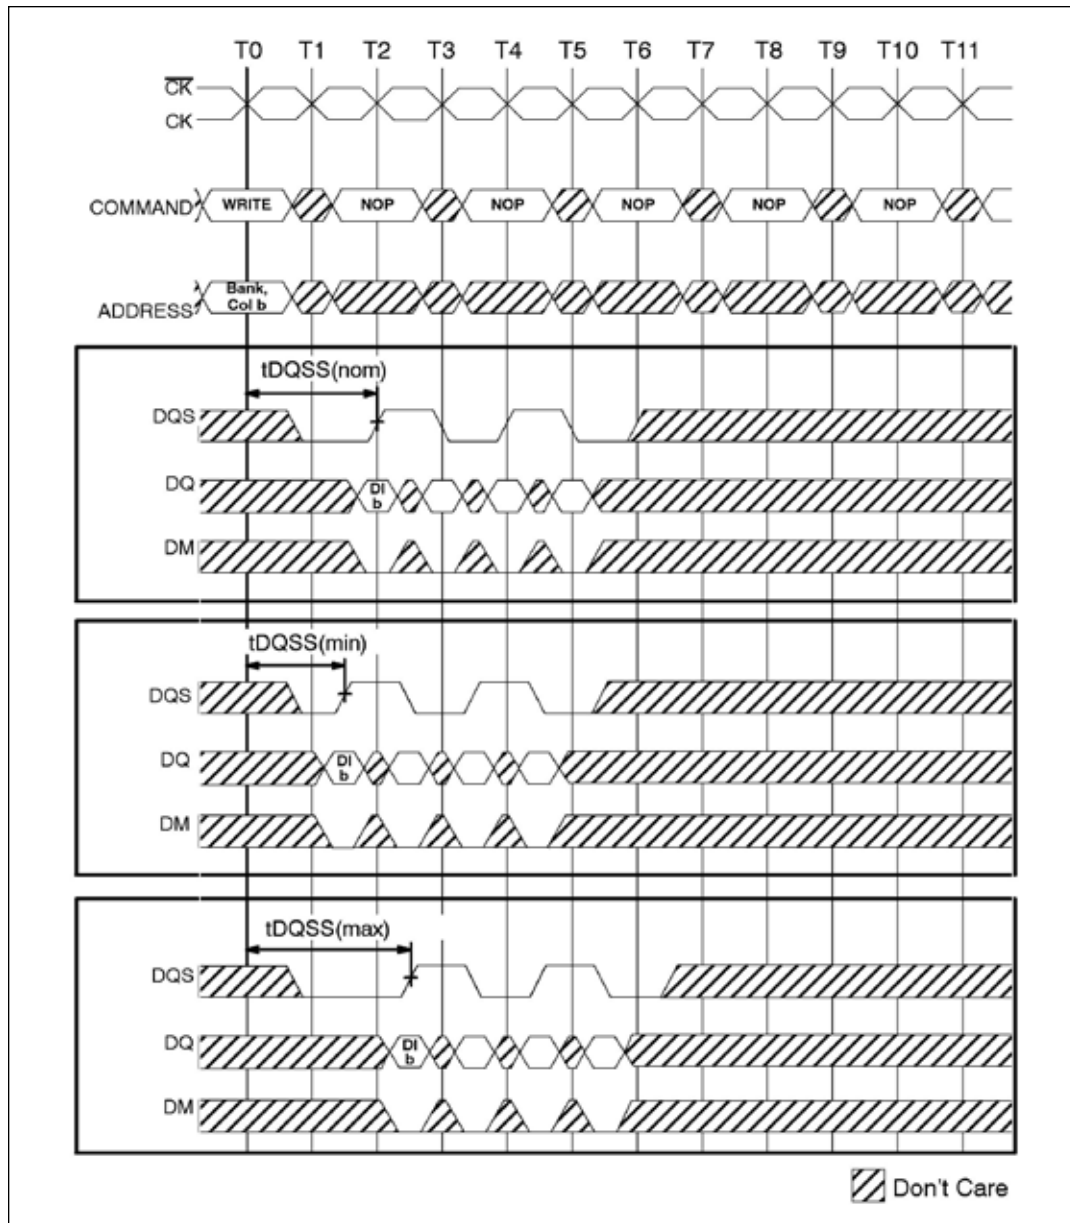 T0 T1 T2 T3 T4 T5 T6 T7 T8 T9 T10 T11
CK
CK
COMMAND WRITE NOP NOP NOP NOP NOP
Bank,
ADDRESS Col b
tDQSS(nom)
DQS
DQ DI
b
DM
tDQSS(min)
DQS
DQ DI
b
DM
tDQSS(max)
DQS
DQ DI
b
DM
Don't Care